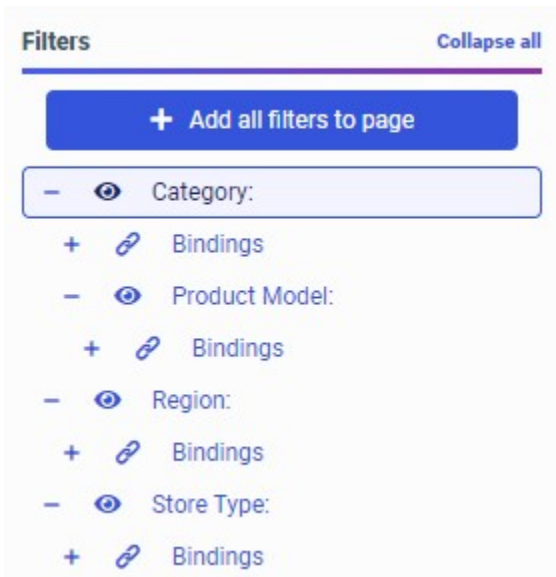 Filters Collapse all
+ Add all filters to page
− Category:
+ Bindings
− Product Model:
+ Bindings
− Region:
+ Bindings
− Store Type:
+ Bindings